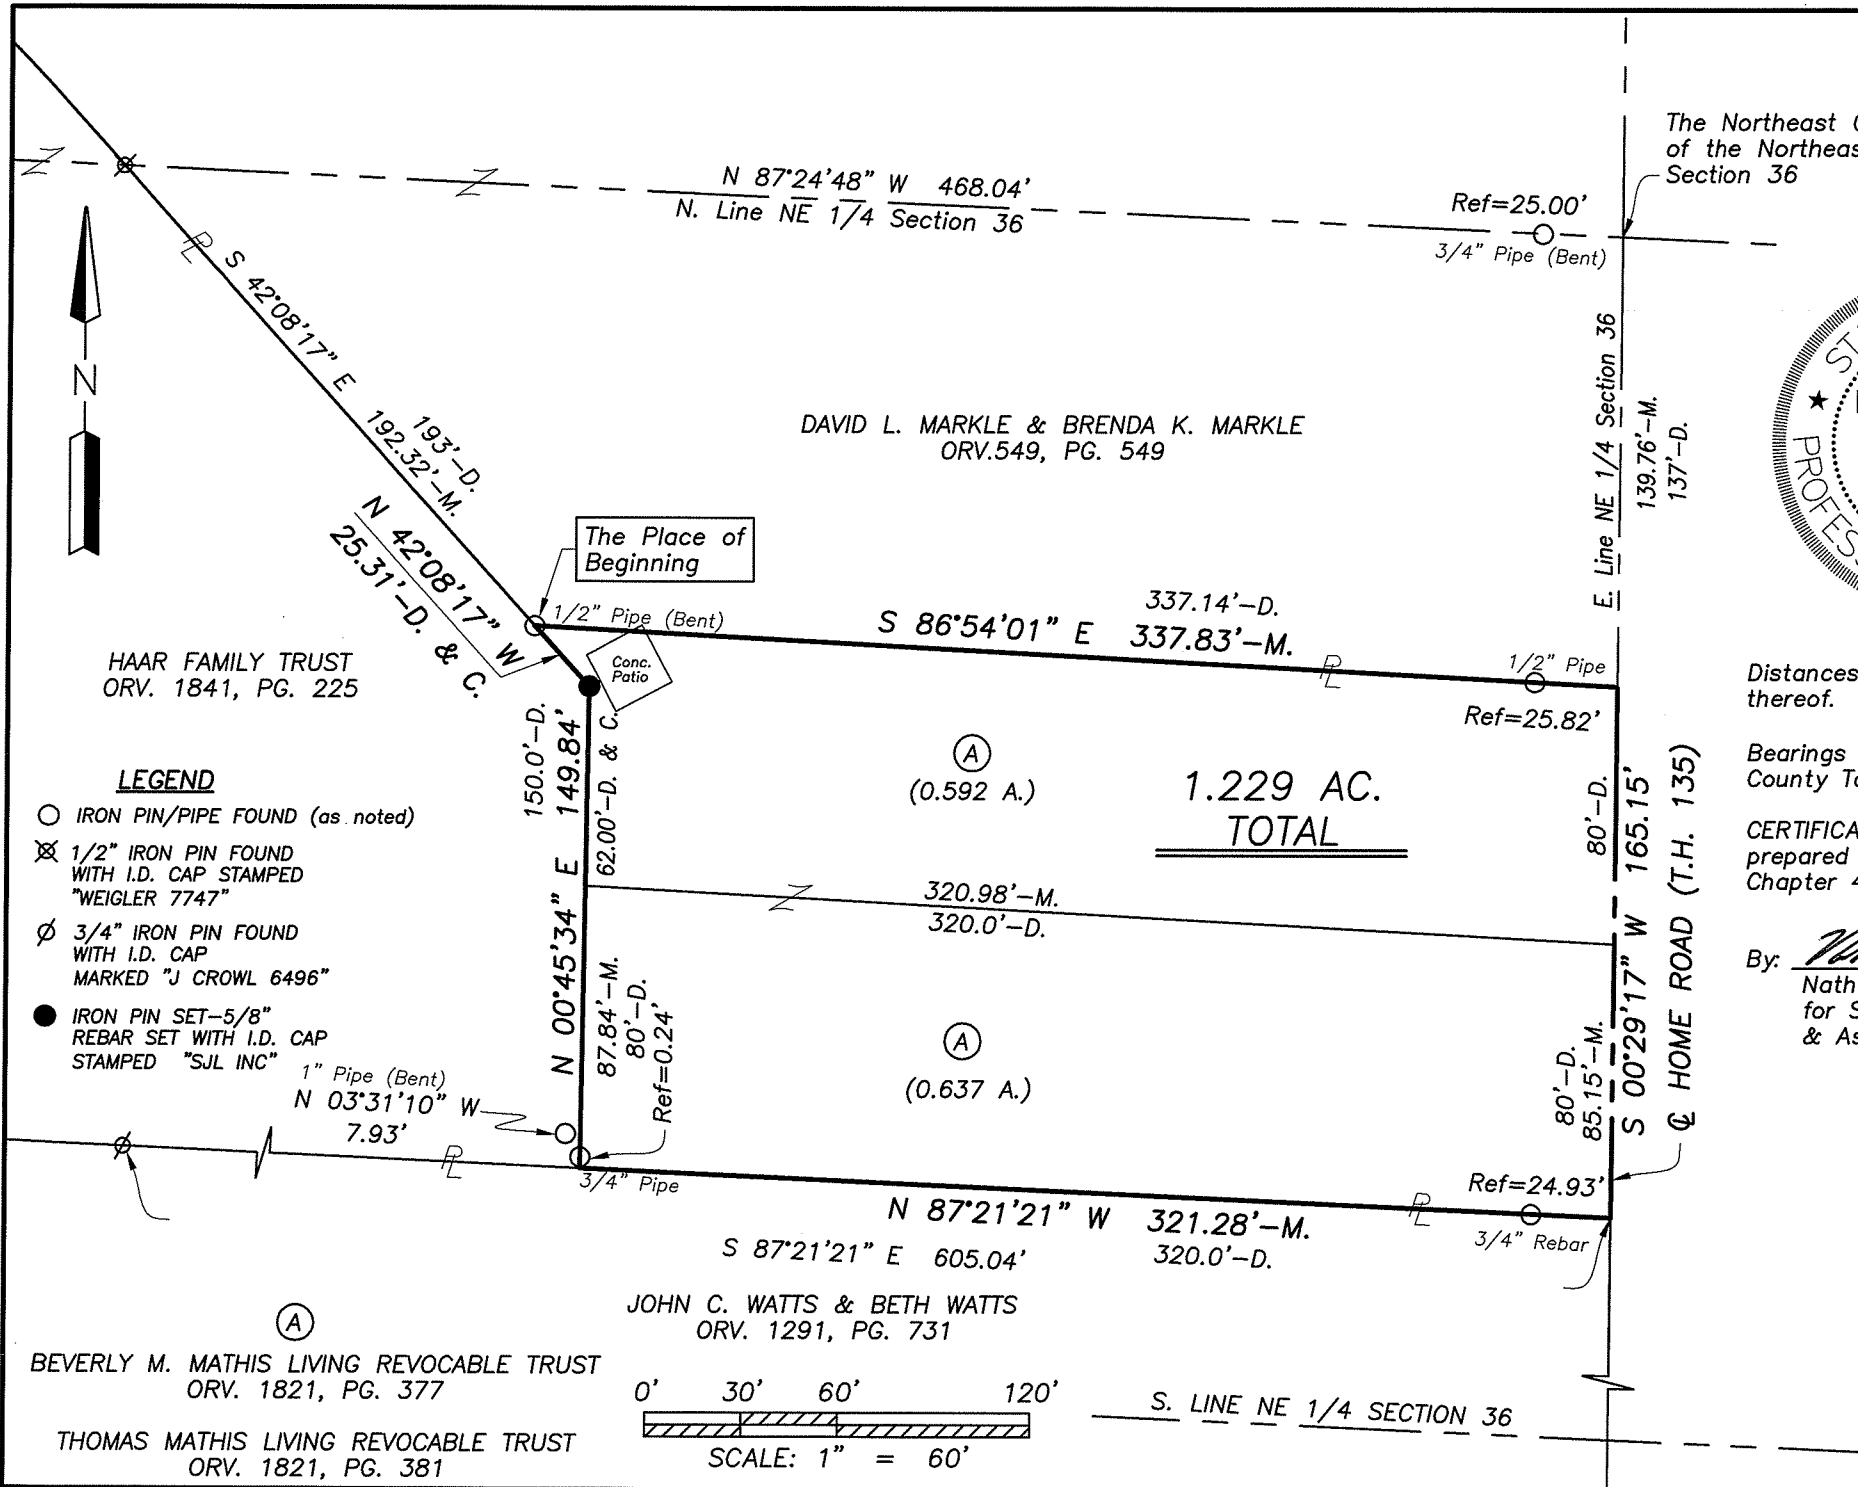 The Northeast
of the Northeas
Section 36
N 87°24'48" W 468.04'
N. Line NE 1/4 Section 36
Ref=25.00'
3/4" Pipe (Bent)
S 42°08'17" E
193'-D.
192.32'-M.
N
E. Line NE 1/4 Section 36
139.76'-M.
137'-D.
DAVID L. MARKLE & BRENDA K. MARKLE
ORV.549, PG. 549
N 42°08'17" W
25.31'-D. & C.
The Place of
Beginning
1/2" Pipe (Bent)
Conc.
Patio
337.14'-D.
S 86°54'01" E 337.83'-M.
PL
1/2" Pipe
Ref=25.82'
HAAR FAMILY TRUST
ORV. 1841, PG. 225
Distances
thereof.
Bearings
County To
CERTIFICA
prepared
Chapter 4
By:
Nath
for S
& As
PROFESS
LEGEND
IRON PIN/PIPE FOUND (as noted)
1/2" IRON PIN FOUND
WITH I.D. CAP STAMPED
"WEIGLER 7747"
3/4" IRON PIN FOUND
WITH I.D. CAP
MARKED "J CROWL 6496"
IRON PIN SET-5/8"
REBAR SET WITH I.D. CAP
STAMPED "SJL INC"
150.0'-D.
N 00°45'34" E 149.84'
62.00'-D. & C.
87.84'-M.
80'-D.
Ref=0.24'
A
(0.592 A.)
1.229 AC.
TOTAL
320.98'-M.
320.0'-D.
A
(0.637 A.)
80'-D.
S 00°29'17" W 165.15'
80'-D.
85.15'-M.
℄ HOME ROAD (T.H. 135)
1" Pipe (Bent)
N 03°31'10" W
7.93'
PL
3/4" Pipe
Ref=24.93'
PL
3/4" Rebar
N 87°21'21" W 321.28'-M.
320.0'-D.
S 87°21'21" E 605.04'
JOHN C. WATTS & BETH WATTS
ORV. 1291, PG. 731
A
BEVERLY M. MATHIS LIVING REVOCABLE TRUST
ORV. 1821, PG. 377
THOMAS MATHIS LIVING REVOCABLE TRUST
ORV. 1821, PG. 381
0' 30' 60' 120'
SCALE: 1" = 60'
S. LINE NE 1/4 SECTION 36